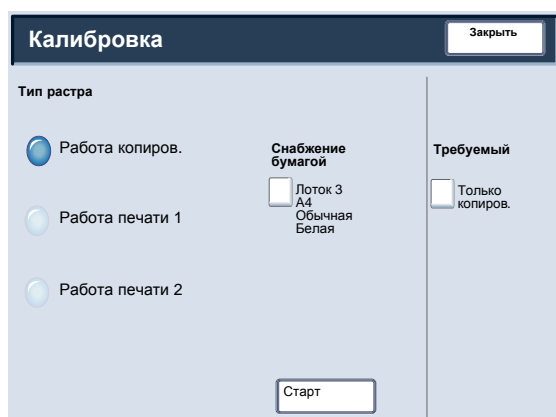 Калибровка
Закрыть
Тип растра
Работа копиров.
Работа печати 1
Работа печати 2
Снабжение
бумагой
Лоток 3
A4
Обычная
Белая
Требуемый
Только
копиров.
Старт